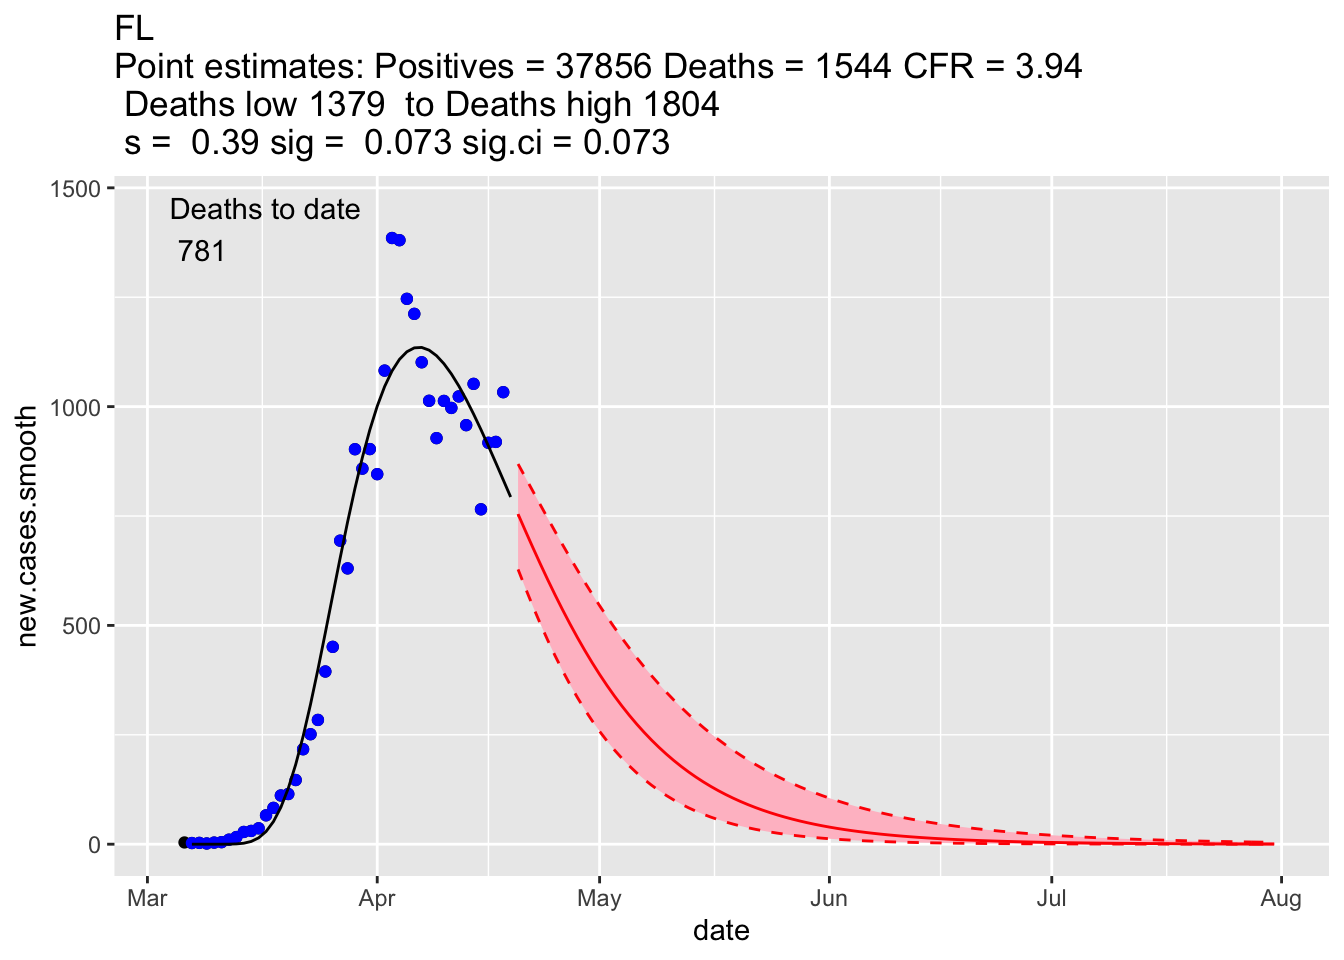 FL
Point estimates: Positives = 37856 Deaths = 1544 CFR = 3.94
Deaths low 1379  to Deaths high 1804
s =  0.39 sig =  0.073 sig.ci = 0.073
Deaths to date
781
1500
1000
500
0
new.cases.smooth
Mar Apr May Jun Jul Aug
date